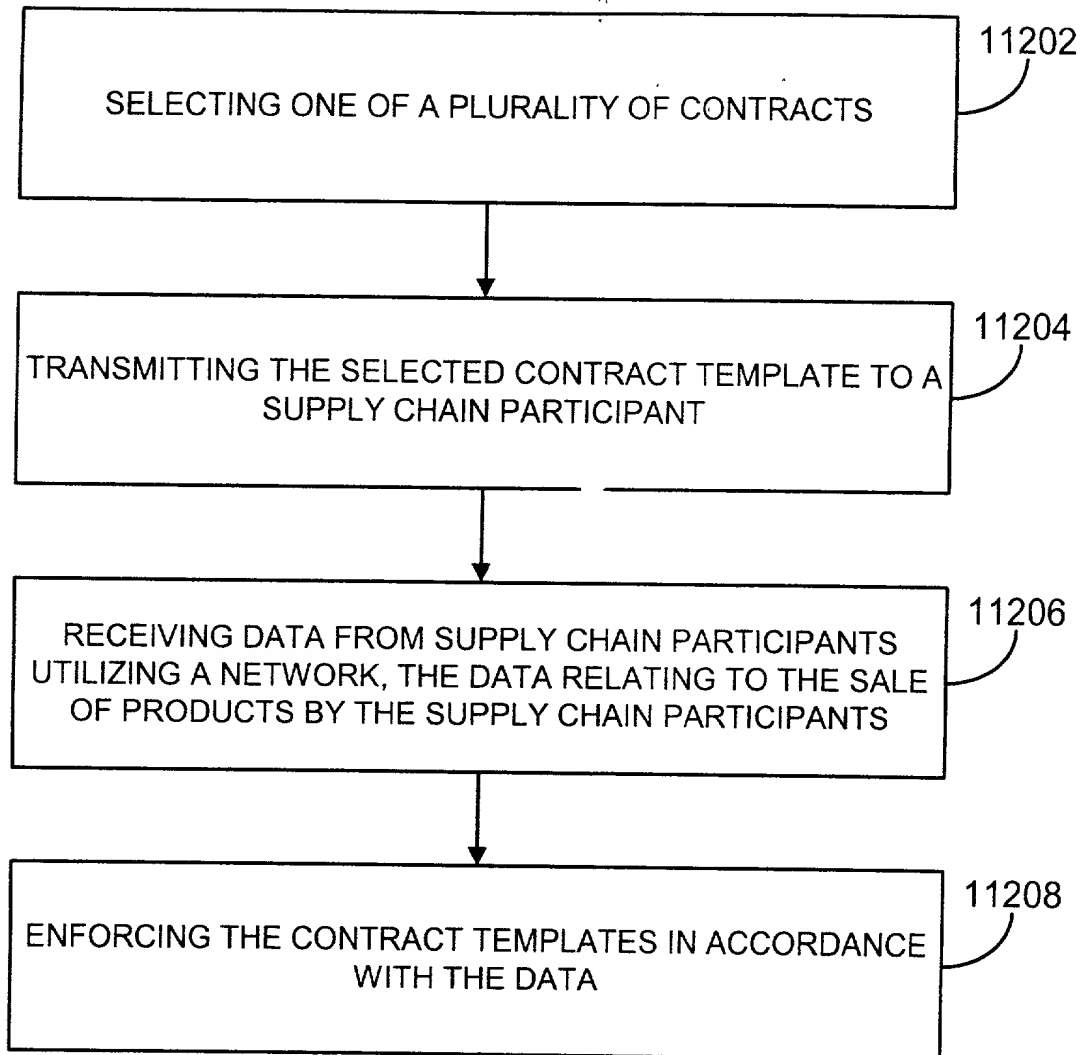 11202
SELECTING ONE OF A PLURALITY OF CONTRACTS
11204
TRANSMITTING THE SELECTED CONTRACT TEMPLATE TO A
SUPPLY CHAIN PARTICIPANT
11206
RECEIVING DATA FROM SUPPLY CHAIN PARTICIPANTS
UTILIZING A NETWORK, THE DATA RELATING TO THE SALE
OF PRODUCTS BY THE SUPPLY CHAIN PARTICIPANTS
11208
ENFORCING THE CONTRACT TEMPLATES IN ACCORDANCE
WITH THE DATA